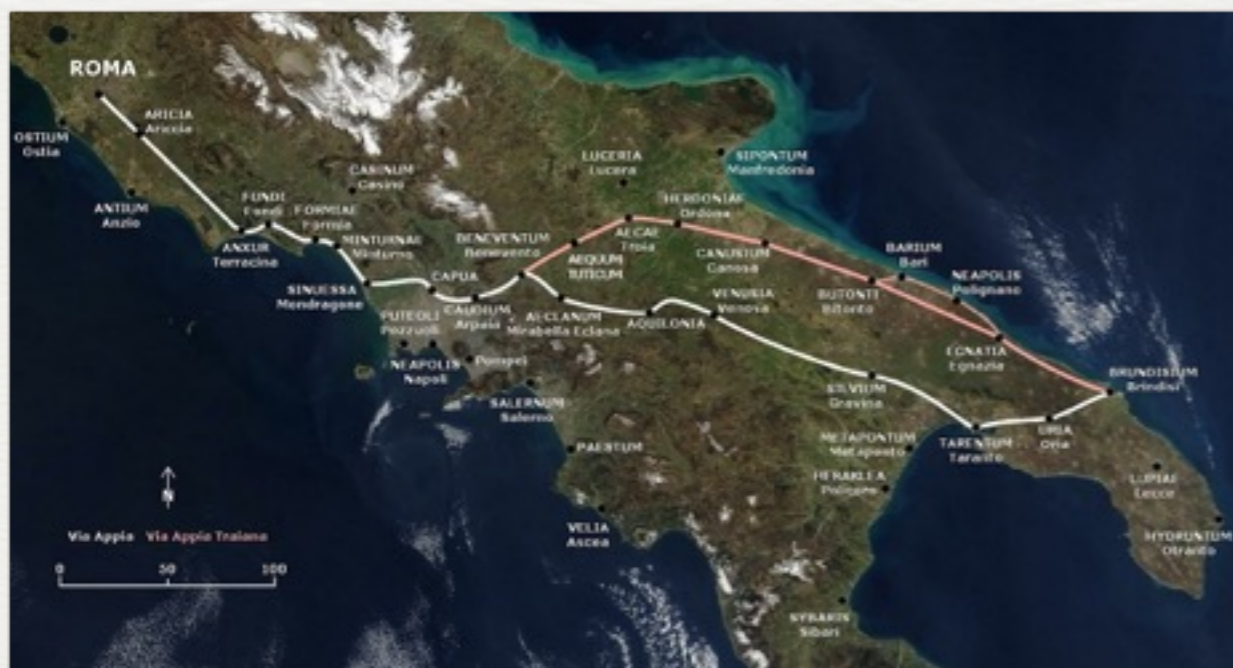 ROMA
ARICIA
Ariccia
OSTIUM
Ostia
ANTIUM
Anzio
CASINUM
Casino
FUNDI
Fondi
FORMIAE
Formia
ANXUR
Terracina
MINTURNAE
Minturno
SINUESSA
Mondragone
CAPUA
CAUDIUM
Arpaia
PUTEOLI
Pozzuoli
NEAPOLIS
Napoli
Pompei
SALERNUM
Salerno
PAESTUM
VELIA
Ascea
LUCERIA
Lucera
SIPONTUM
Manfredonia
HERDONIAE
Ordona
BENEVENTUM
Benevento
AECAE
Troia
AEQUUM
TUTICUM
CANUSIUM
Canosa
BARIUM
Bari
NEAPOLIS
Polignano
BUTONTI
Bitonto
AECLANUM
Mirabella Eclano
AQUILONIA
VENUSIA
Venosa
EGNATIA
Egnazia
BRUNDISIUM
Brindisi
SILVIUM
Gravina
TARENTUM
Taranto
URIA
Oria
METAPONTUM
Metaponto
HERAKLEA
Policoro
LUPIAE
Lecce
HYDRUNTUM
Otranto
SYBARIS
Sibari
N
Via Appia Via Appia Traiana
0 50 100